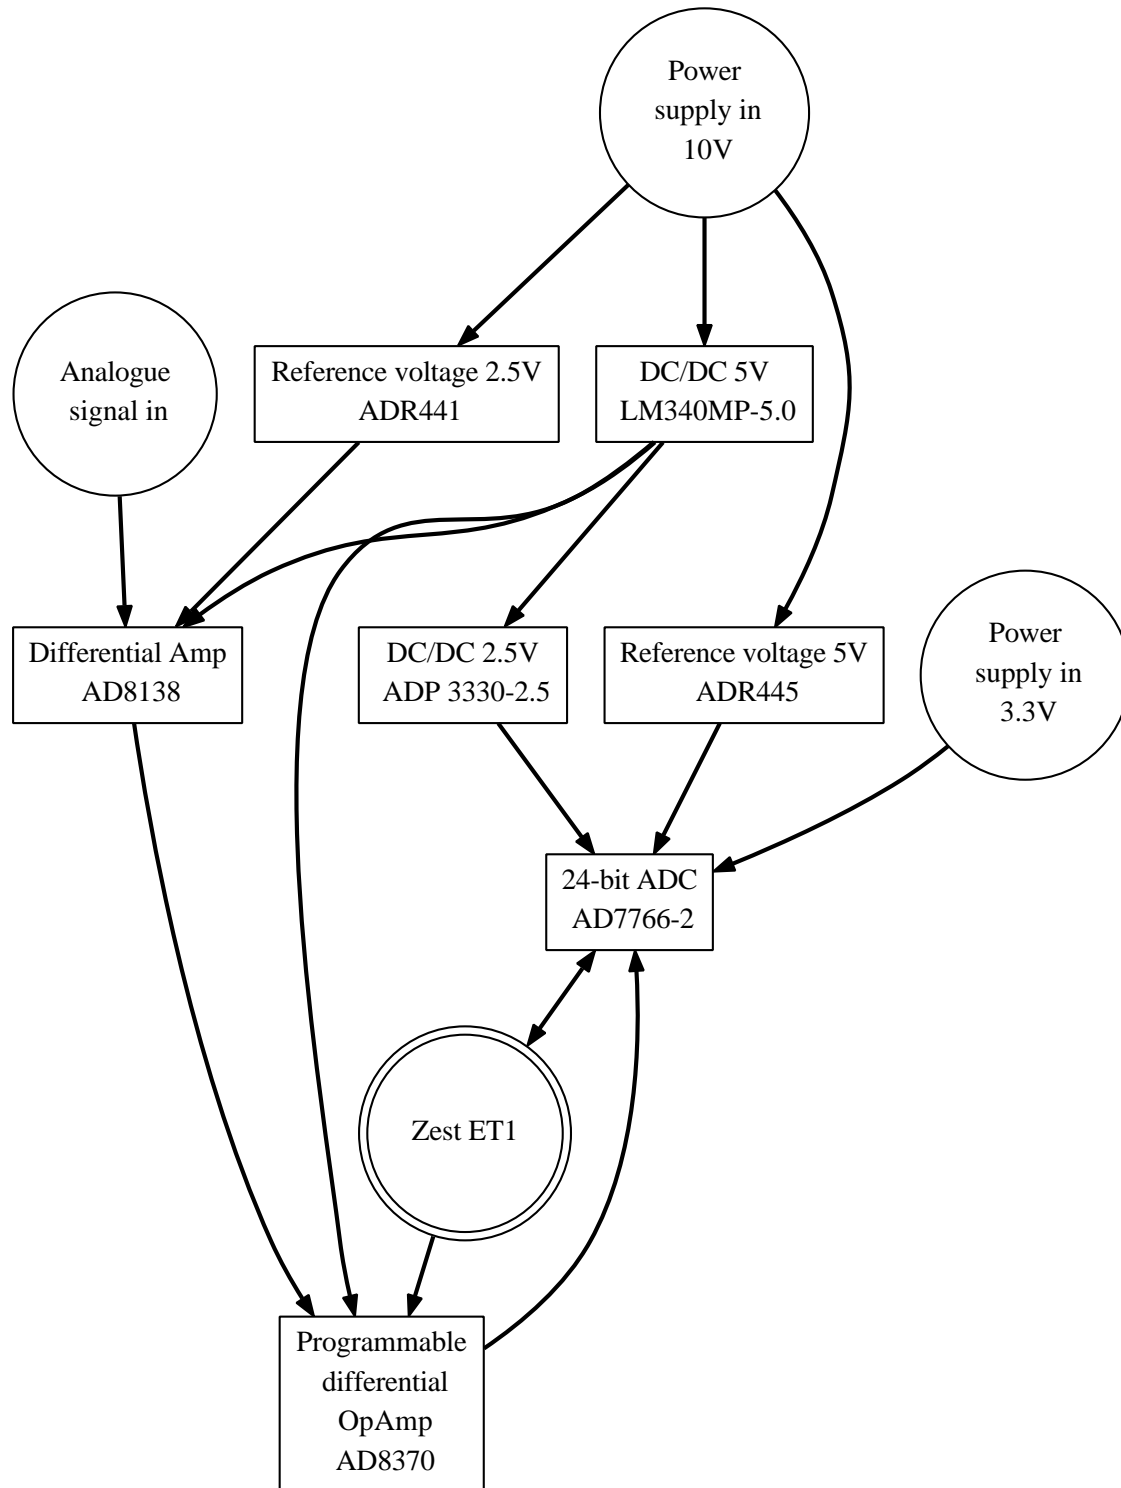 Power
supply in
10V
Analogue
signal in
Reference voltage 2.5V
ADR441
DC/DC 5V
LM340MP-5.0
Differential Amp
AD8138
DC/DC 2.5V
ADP 3330-2.5
Reference voltage 5V
ADR445
Power
supply in
3.3V
24-bit ADC
AD7766-2
Zest ET1
Programmable
differential
OpAmp
AD8370